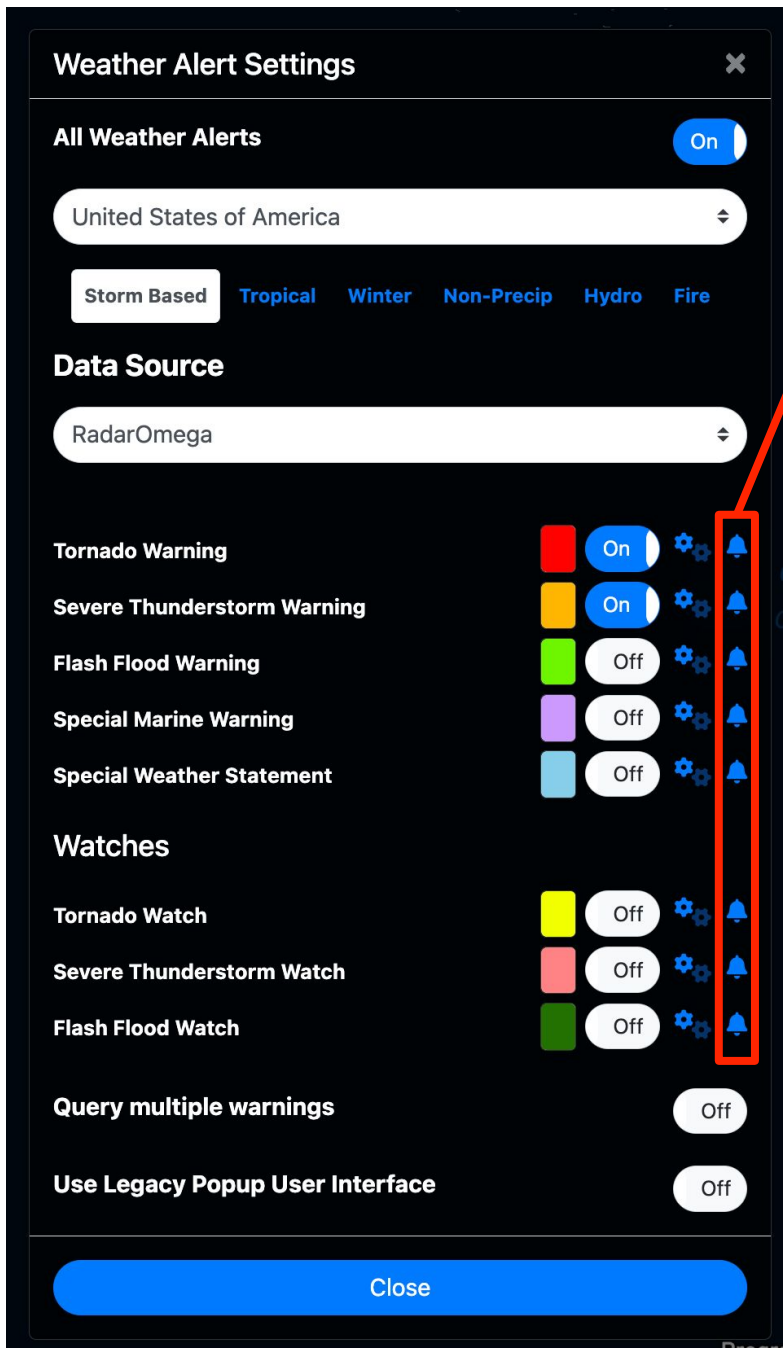 Weather Alert Settings
All Weather Alerts
On
United States of America
Storm Based Tropical Winter Non-Precip Hydro Fire
Data Source
RadarOmega
Tornado Warning On
Severe Thunderstorm Warning On
Flash Flood Warning Off
Special Marine Warning Off
Special Weather Statement Off
Watches
Tornado Watch Off
Severe Thunderstorm Watch Off
Flash Flood Watch Off
Query multiple warnings Off
Use Legacy Popup User Interface Off
Close